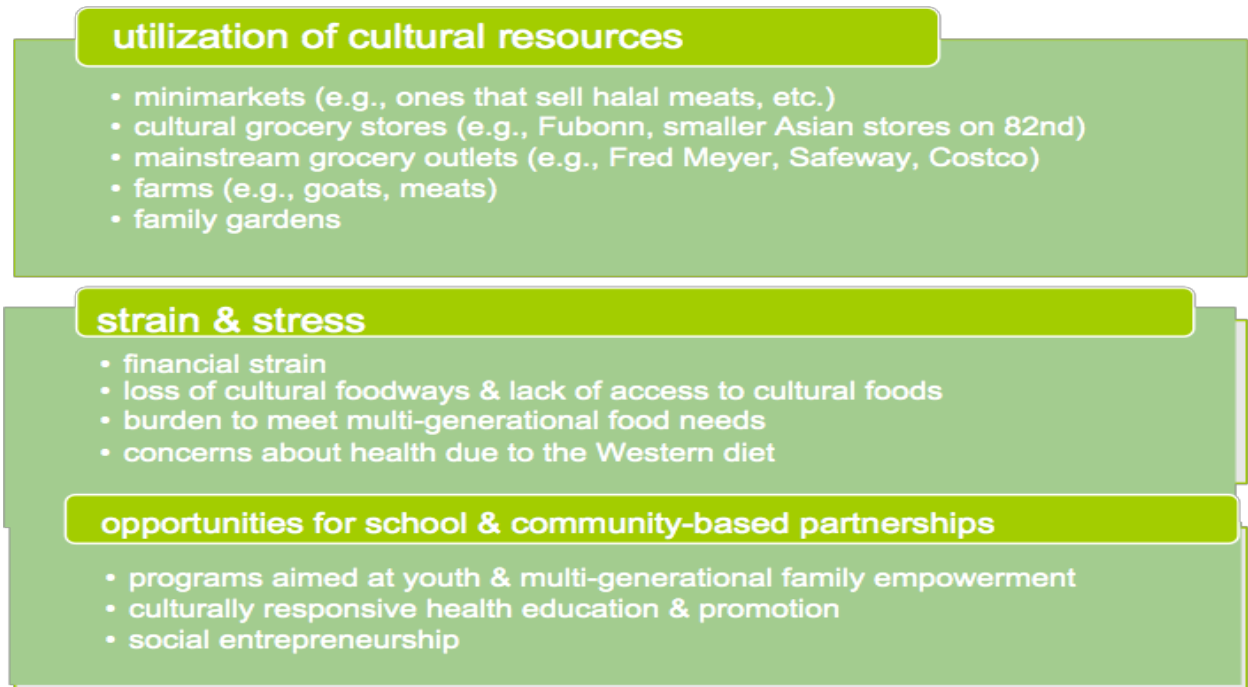 utilization of cultural resources
• minimarkets (e.g., ones that sell halal meats, etc.)
• cultural grocery stores (e.g., Fubonn, smaller Asian stores on 82nd)
• mainstream grocery outlets (e.g., Fred Meyer, Safeway, Costco)
• farms (e.g., goats, meats)
• family gardens
strain & stress
• financial strain
• loss of cultural foodways & lack of access to cultural foods
• burden to meet multi-generational food needs
• concerns about health due to the Western diet
opportunities for school & community-based partnerships
• programs aimed at youth & multi-generational family empowerment
• culturally responsive health education & promotion
• social entrepreneurship